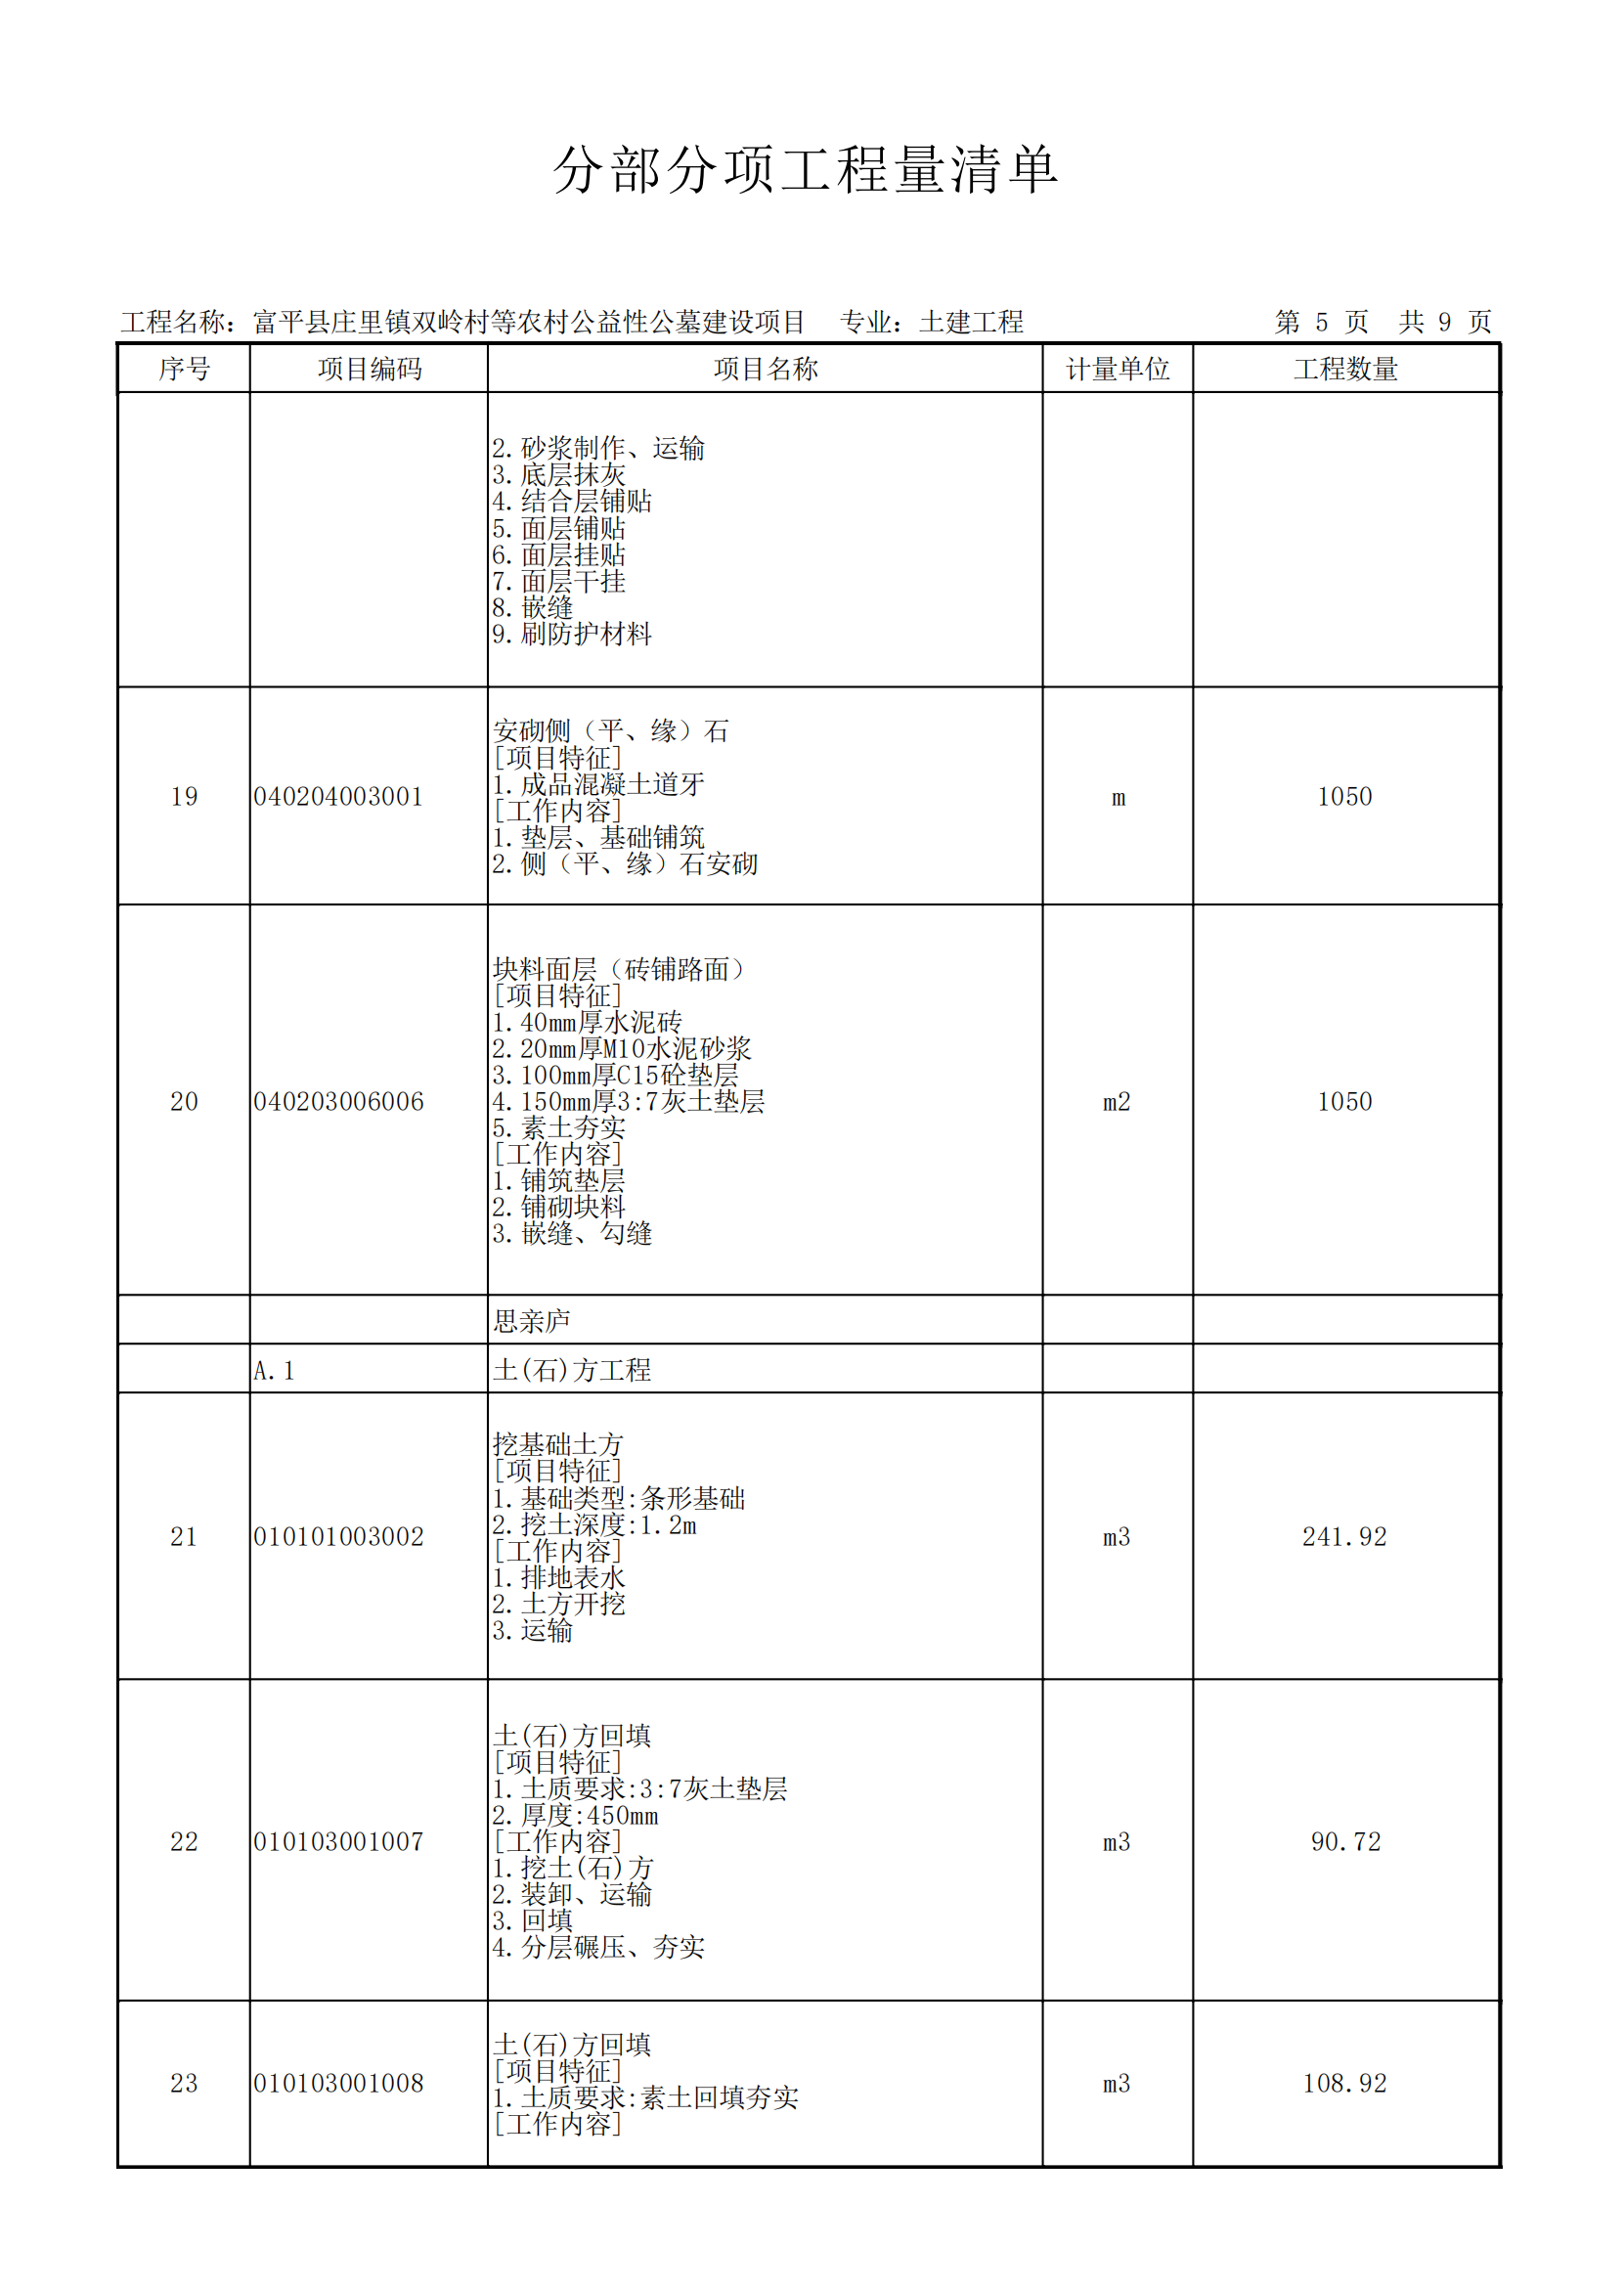 分部分项工程量清单
工程名称：富平县庄里镇双岭村等农村公益性公墓建设项目 专业：土建工程 第 5 页 共 9 页
序号 项目编码 项目名称 计量单位 工程数量
2.砂浆制作、运输
3.底层抹灰
4.结合层铺贴
5.面层铺贴
6.面层挂贴
7.面层干挂
8.嵌缝
9.刷防护材料
19 040204003001 安砌侧（平、缘）石
[项目特征]
1.成品混凝土道牙
[工作内容]
1.垫层、基础铺筑
2.侧（平、缘）石安砌
m 1050
20 040203006006 块料面层（砖铺路面）
[项目特征]
1.40mm厚水泥砖
2.20mm厚M10水泥砂浆
3.100mm厚C15砼垫层
4.150mm厚3:7灰土垫层
5.素土夯实
[工作内容]
1.铺筑垫层
2.铺砌块料
3.嵌缝、勾缝
m2 1050
思亲庐
A.1 土(石)方工程
21 010101003002 挖基础土方
[项目特征]
1.基础类型:条形基础
2.挖土深度:1.2m
[工作内容]
1.排地表水
2.土方开挖
3.运输
m3 241.92
22 010103001007 土(石)方回填
[项目特征]
1.土质要求:3:7灰土垫层
2.厚度:450mm
[工作内容]
1.挖土(石)方
2.装卸、运输
3.回填
4.分层碾压、夯实
m3 90.72
23 010103001008 土(石)方回填
[项目特征]
1.土质要求:素土回填夯实
[工作内容]
m3 108.92